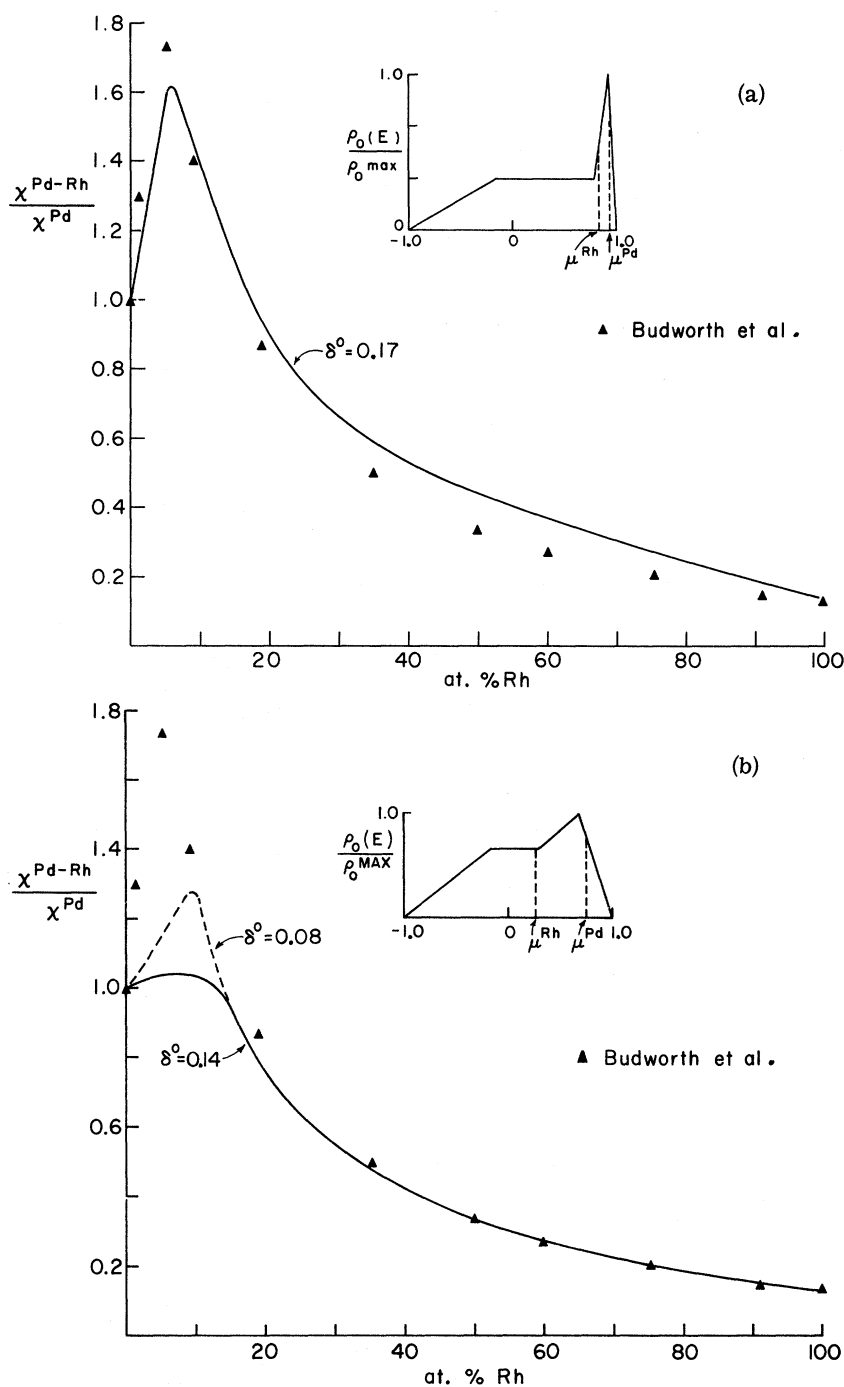 1.8
1.6
1.4
1.2
1.0
0.8
0.6
0.4
0.2
χ^Pd-Rh
χ^Pd
(a)
1.0
ρ₀(E)
ρ₀^max
0
-1.0 0 1.0
μ^Rh μ^Pd
▲ Budworth et al.
δ⁰=0.17
20 40 60 80 100
at. %Rh
1.8
1.4
1.0
0.6
0.2
χ^Pd-Rh
χ^Pd
(b)
1.0
ρ₀(E)
ρ₀^MAX
-1.0 0 μ^Rh μ^Pd 1.0
δ⁰=0.08
δ⁰=0.14
▲ Budworth et al.
20 40 60 80 100
at. % Rh